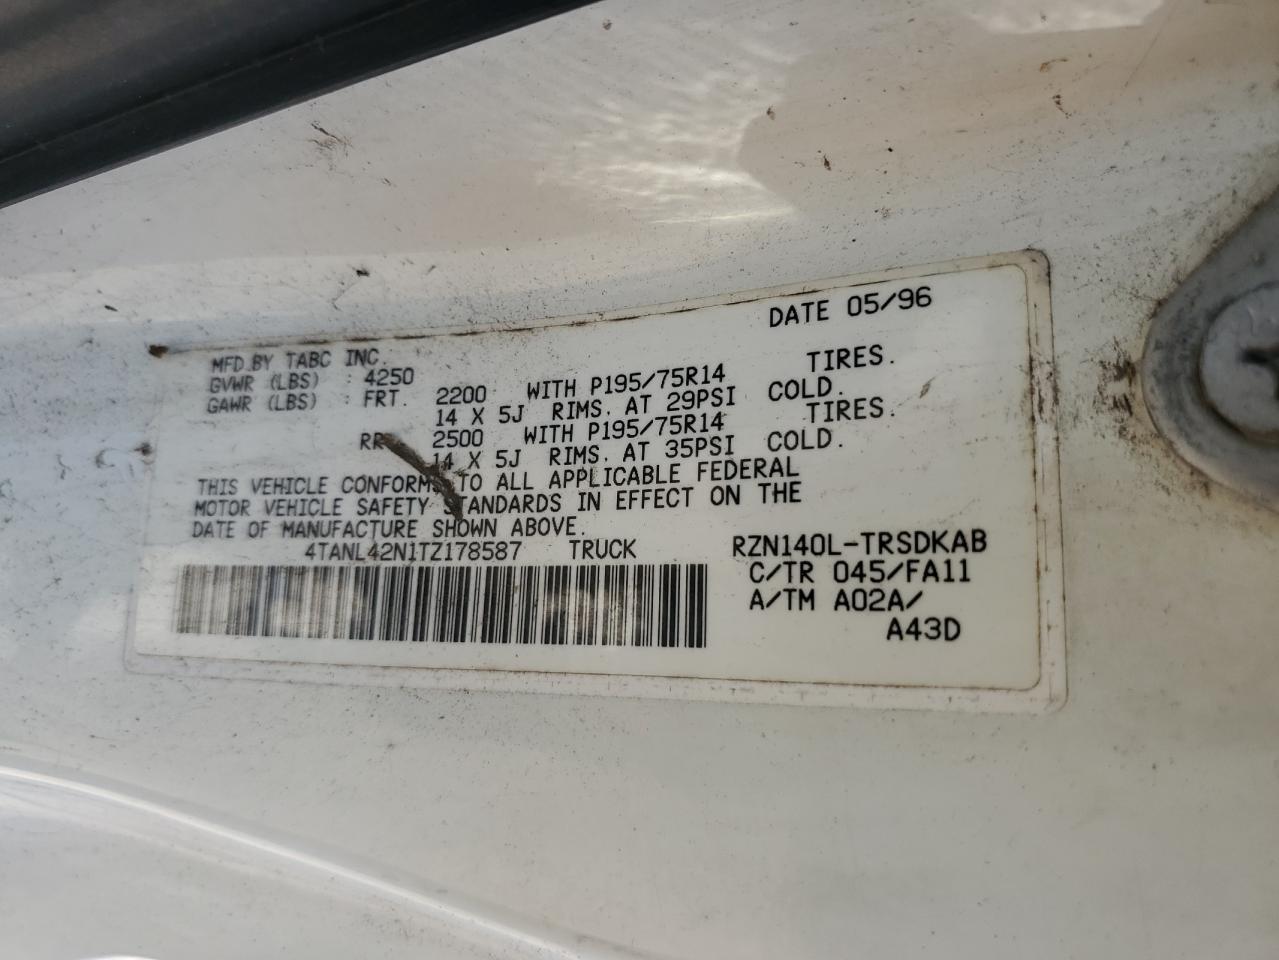 DATE 05/96
MFD.BY TABC INC.
GVWR (LBS) : 4250
GAWR (LBS) : FRT. 2200 WITH P195/75R14 TIRES.
14 X 5J RIMS. AT 29PSI COLD.
RR. 2500 WITH P195/75R14 TIRES.
14 X 5J RIMS. AT 35PSI COLD.
THIS VEHICLE CONFORMS TO ALL APPLICABLE FEDERAL
MOTOR VEHICLE SAFETY STANDARDS IN EFFECT ON THE
DATE OF MANUFACTURE SHOWN ABOVE.
4TANL42N1TZ178587 TRUCK RZN140L-TRSDKAB
C/TR 045/FA11
A/TM A02A/
A43D